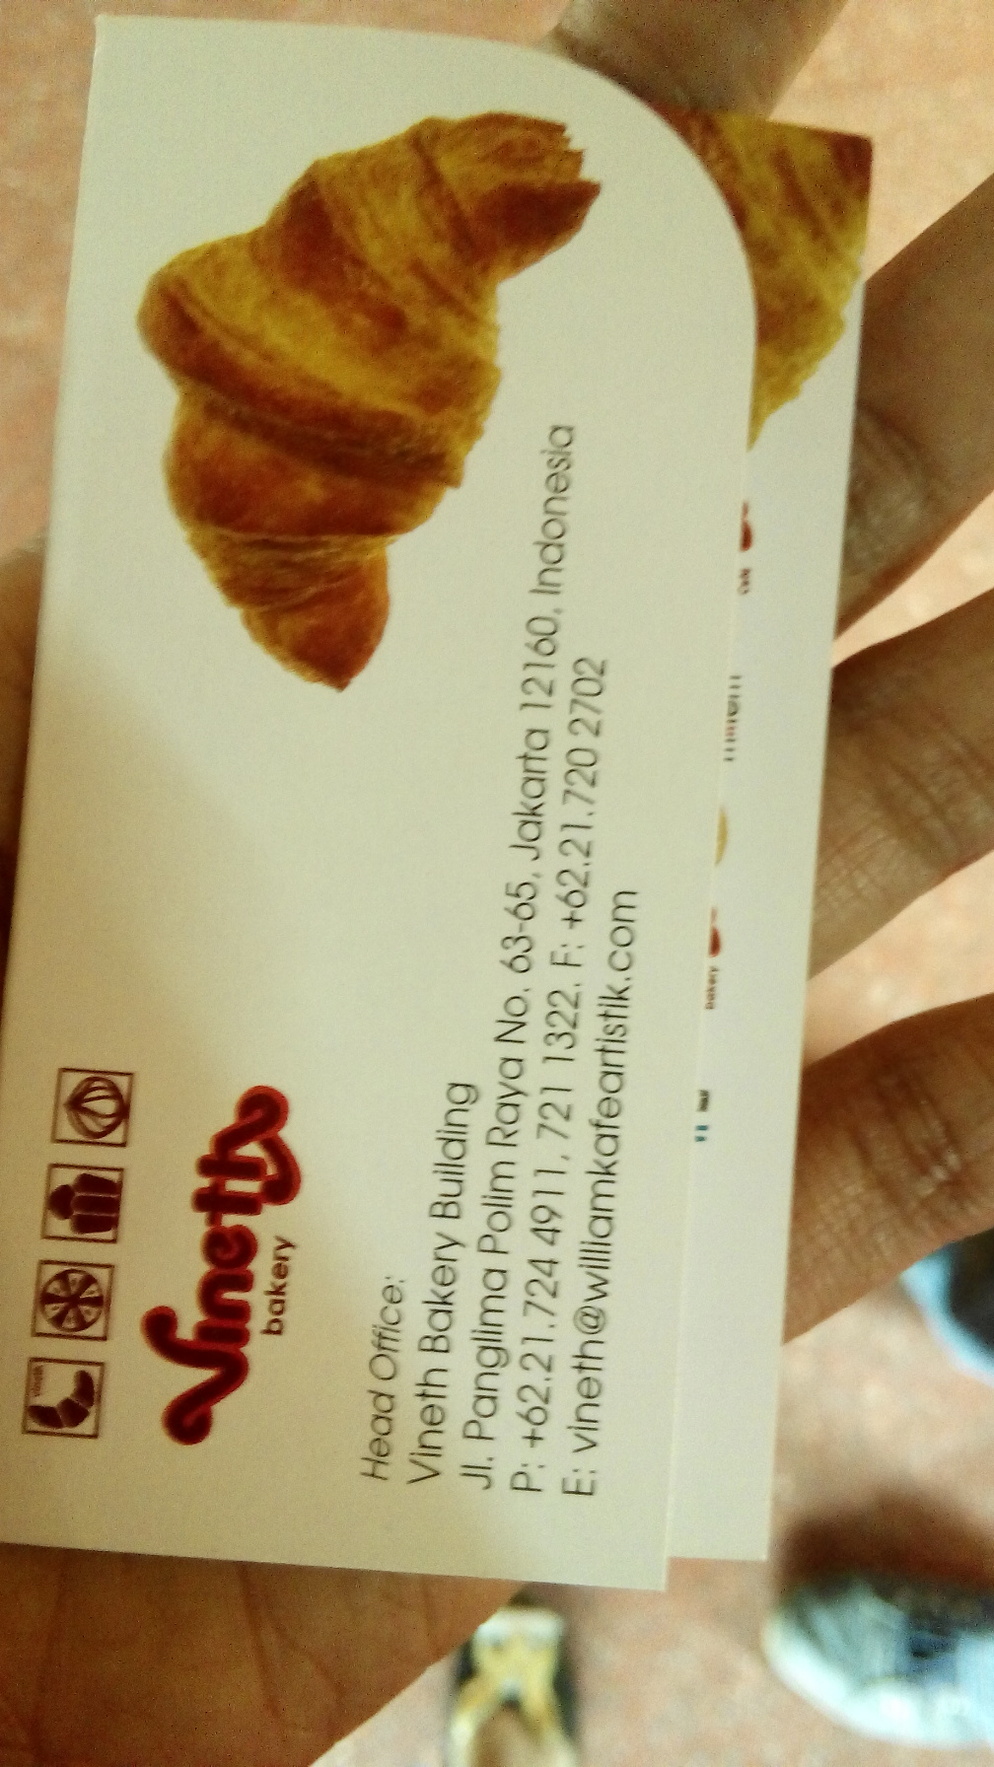 Vineth
bakery
Head Office:
Vineth Bakery Building
Jl. Panglima Polim Raya No. 63-65, Jakarta 12160, Indonesia
P: +62.21.724 4911, 721 1322. F: +62.21.720 2702
E: vineth@williamkafeartistik.com
bakery